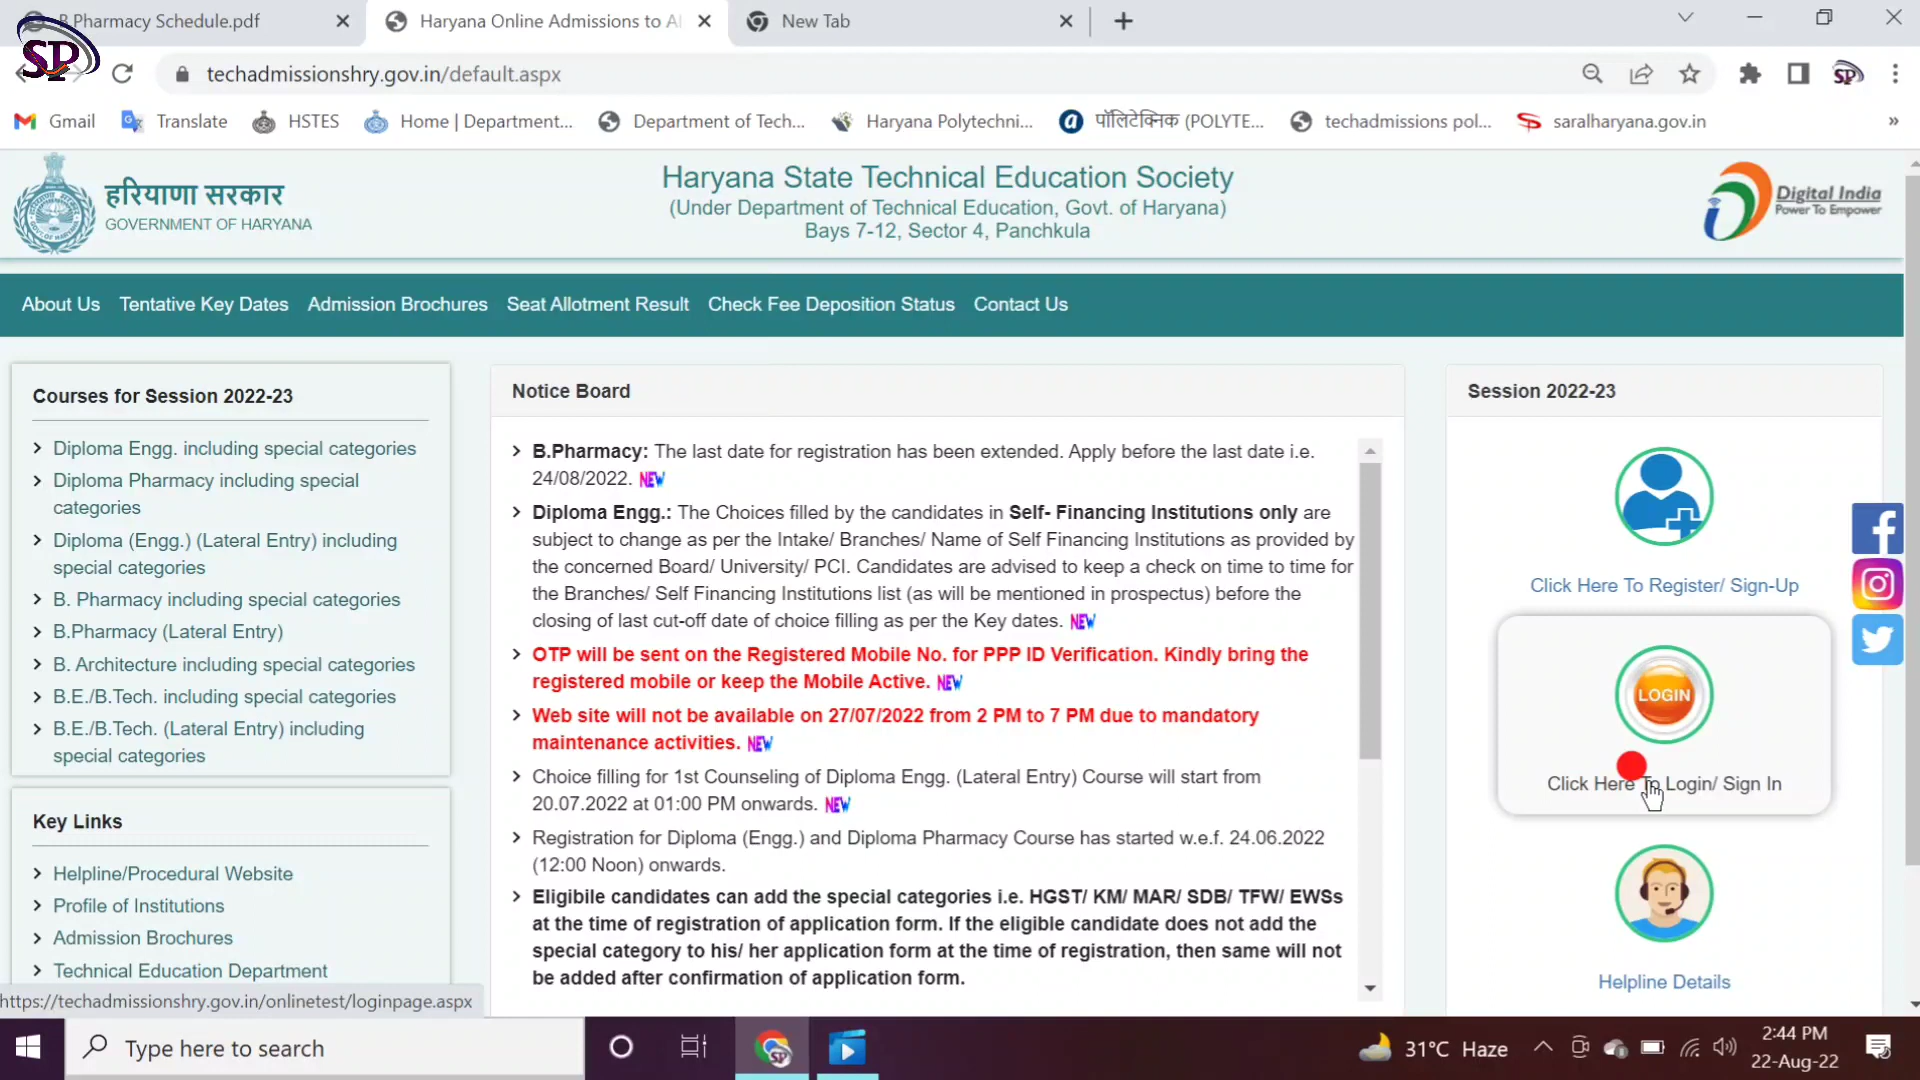 B Pharmacy Schedule.pdf
Haryana Online Admissions to Al
New Tab
SP
techadmissionshry.gov.in/default.aspx
SP
Gmail
Translate
HSTES
Home | Department...
Department of Tech...
Haryana Polytechni...
पॉलिटेक्निक (POLYTE...
techadmissions pol...
saralharyana.gov.in
हरियाणा सरकार
GOVERNMENT OF HARYANA
Haryana State Technical Education Society
(Under Department of Technical Education, Govt. of Haryana)
Bays 7-12, Sector 4, Panchkula
Digital India
Power To Empower
About Us Tentative Key Dates Admission Brochures Seat Allotment Result Check Fee Deposition Status Contact Us
Courses for Session 2022-23
Diploma Engg. including special categories
Diploma Pharmacy including special
categories
Diploma (Engg.) (Lateral Entry) including
special categories
B. Pharmacy including special categories
B.Pharmacy (Lateral Entry)
B. Architecture including special categories
B.E./B.Tech. including special categories
B.E./B.Tech. (Lateral Entry) including
special categories
Key Links
Helpline/Procedural Website
Profile of Institutions
Admission Brochures
Technical Education Department
https://techadmissionshry.gov.in/onlinetest/loginpage.aspx
Notice Board
B.Pharmacy: The last date for registration has been extended. Apply before the last date i.e.
24/08/2022. NEW
Diploma Engg.: The Choices filled by the candidates in Self- Financing Institutions only are
subject to change as per the Intake/ Branches/ Name of Self Financing Institutions as provided by
the concerned Board/ University/ PCI. Candidates are advised to keep a check on time to time for
the Branches/ Self Financing Institutions list (as will be mentioned in prospectus) before the
closing of last cut-off date of choice filling as per the Key dates. NEW
OTP will be sent on the Registered Mobile No. for PPP ID Verification. Kindly bring the
registered mobile or keep the Mobile Active. NEW
Web site will not be available on 27/07/2022 from 2 PM to 7 PM due to mandatory
maintenance activities. NEW
Choice filling for 1st Counseling of Diploma Engg. (Lateral Entry) Course will start from
20.07.2022 at 01:00 PM onwards. NEW
Registration for Diploma (Engg.) and Diploma Pharmacy Course has started w.e.f. 24.06.2022
(12:00 Noon) onwards.
Eligibile candidates can add the special categories i.e. HGST/ KM/ MAR/ SDB/ TFW/ EWSs
at the time of registration of application form. If the eligible candidate does not add the
special category to his/ her application form at the time of registration, then same will not
be added after confirmation of application form.
Session 2022-23
Click Here To Register/ Sign-Up
LOGIN
Click Here To Login/ Sign In
Helpline Details
Type here to search
SP
31°C Haze
2:44 PM
22-Aug-22